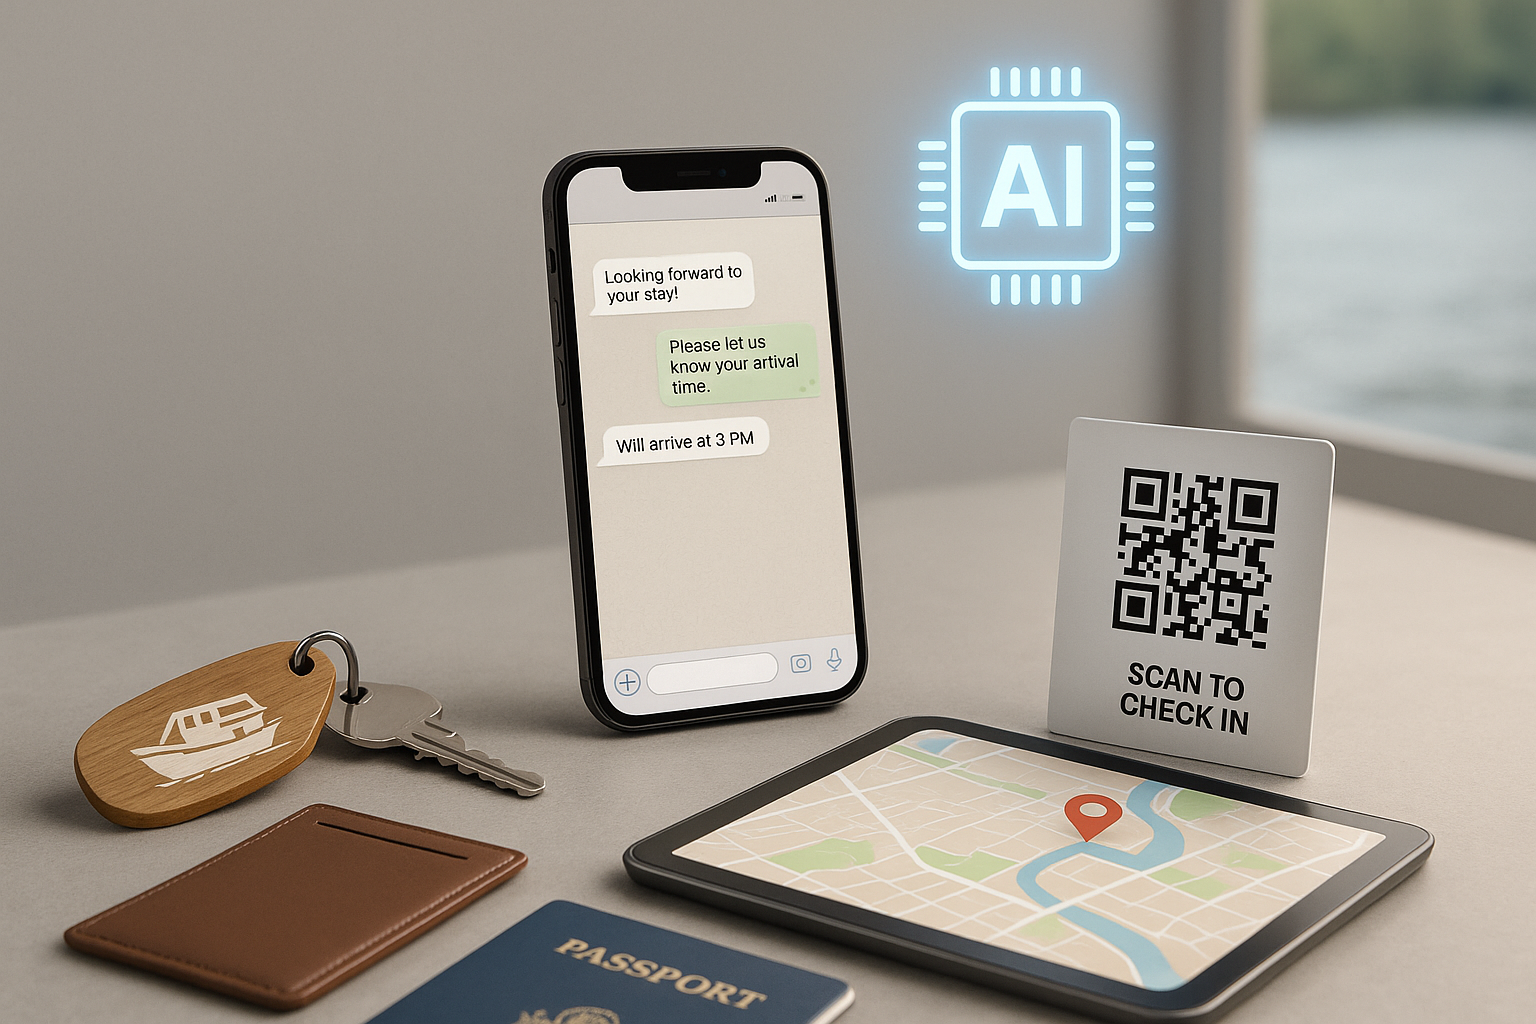 AI
Looking forward to
your stay!
Please let us
know your artival
time.
Will arrive at 3 PM
SCAN TO
CHECK IN
PASSPORT